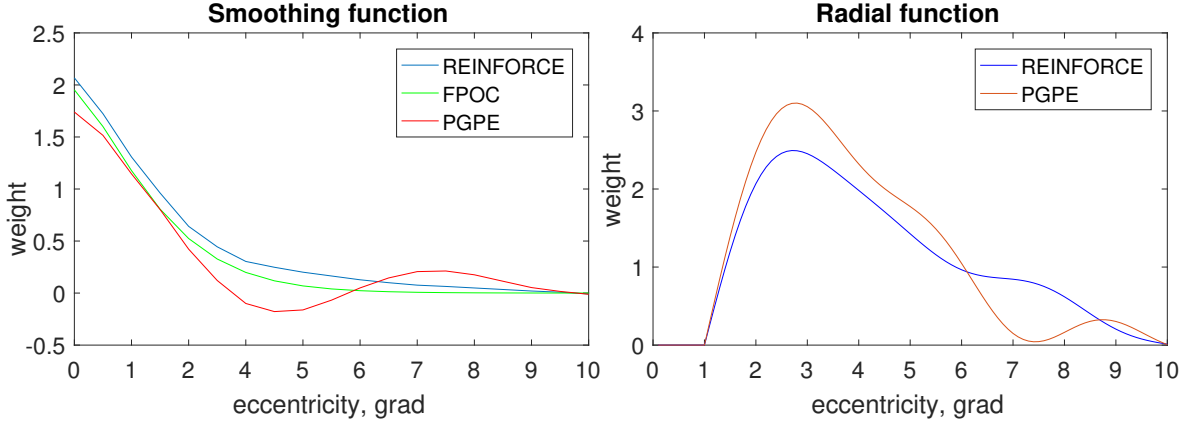 Smoothing function
2.5
2
1.5
1
0.5
0
-0.5
weight
0 1 2 4 5 6 7 8 9 10
eccentricity, grad
REINFORCE
FPOC
PGPE
Radial function
4
3
2
1
0
weight
0 1 2 3 4 5 6 7 8 9 10
eccentricity, grad
REINFORCE
PGPE